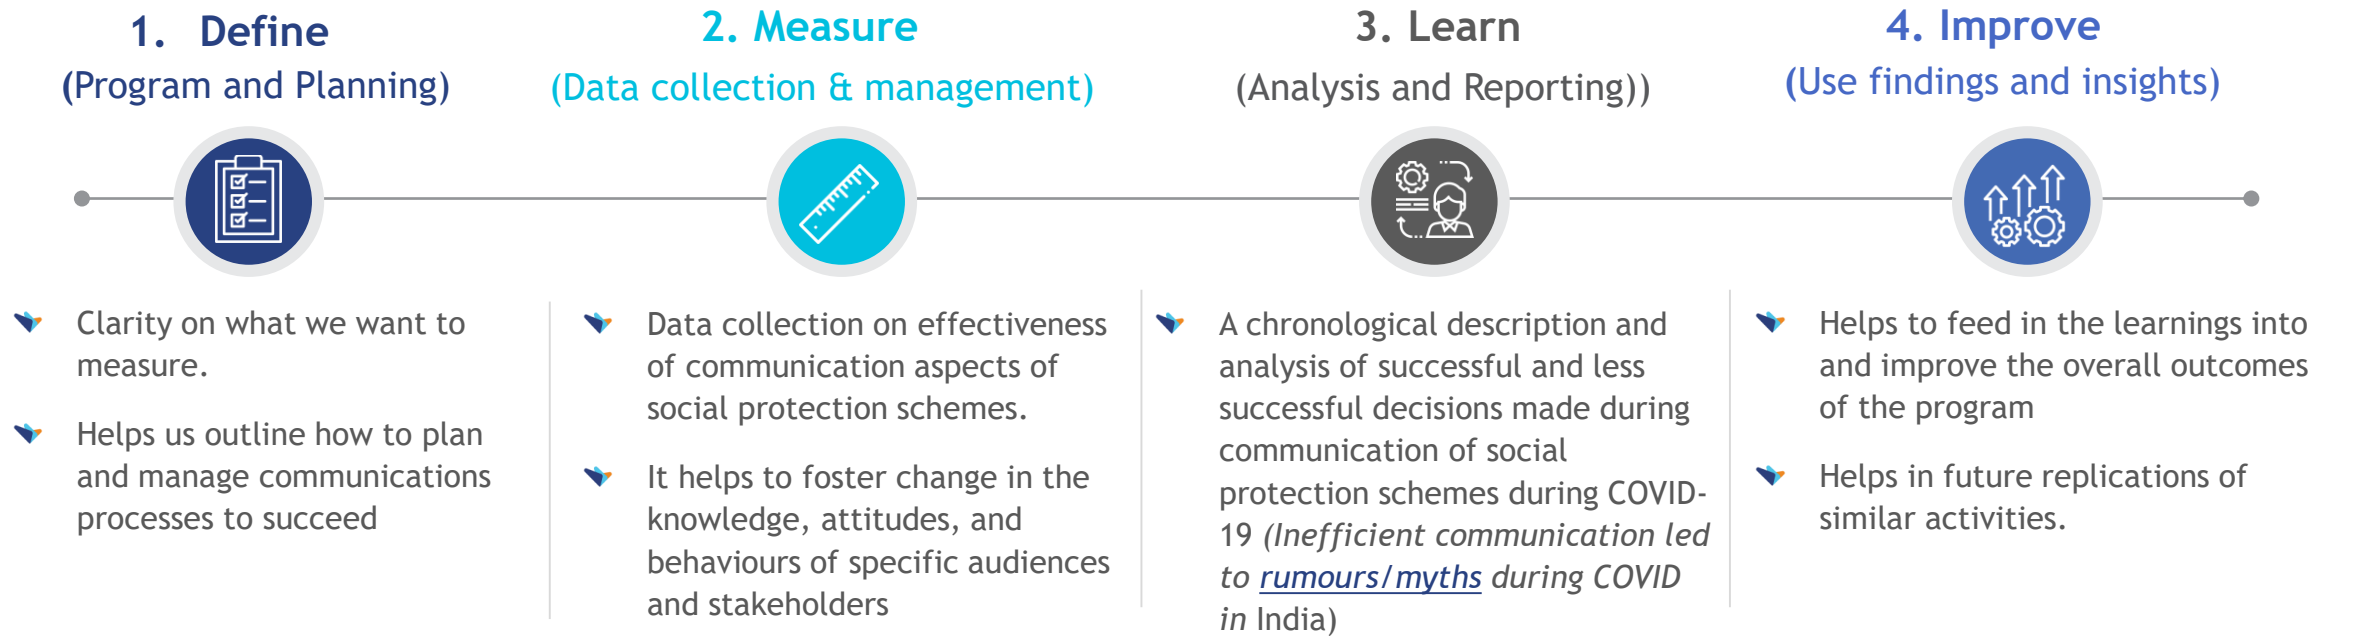 1. Define
(Program and Planning)
Clarity on what we want to
measure.
Helps us outline how to plan
and manage communications
processes to succeed
2. Measure
(Data collection & management)
Data collection on effectiveness
of communication aspects of
social protection schemes.
It helps to foster change in the
knowledge, attitudes, and
behaviours of specific audiences
and stakeholders
3. Learn
(Analysis and Reporting))
A chronological description and
analysis of successful and less
successful decisions made during
communication of social
protection schemes during COVID-
19 (Inefficient communication led
to rumours/myths during COVID
in India)
4. Improve
(Use findings and insights)
Helps to feed in the learnings into
and improve the overall outcomes
of the program
Helps in future replications of
similar activities.